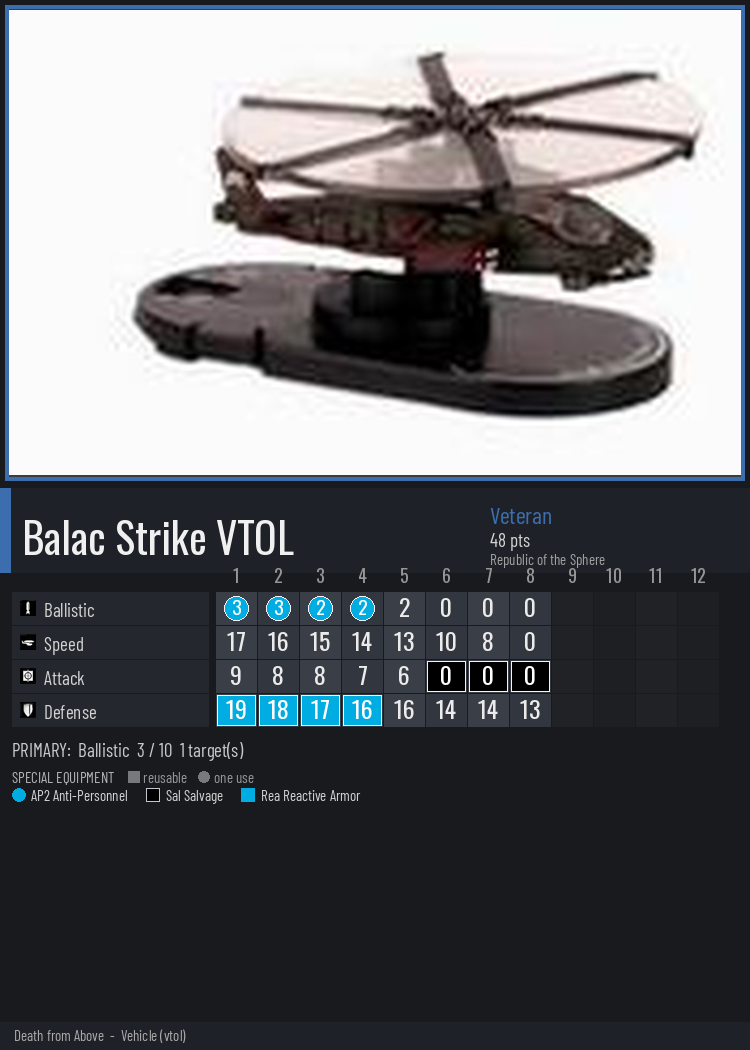 Balac Strike VTOL
Veteran
48 pts
Republic of the Sphere
1 2 3 4 5 6 7 8 9 10 11 12
Ballistic 3 3 2 2 2 0 0 0
Speed 17 16 15 14 13 10 8 0
Attack 9 8 8 7 6 0 0 0
Defense 19 18 17 16 16 14 14 13
PRIMARY: Ballistic 3 / 10 1 target(s)
SPECIAL EQUIPMENT reusable one use
AP2 Anti-Personnel Sal Salvage Rea Reactive Armor
Death from Above - Vehicle (vtol)